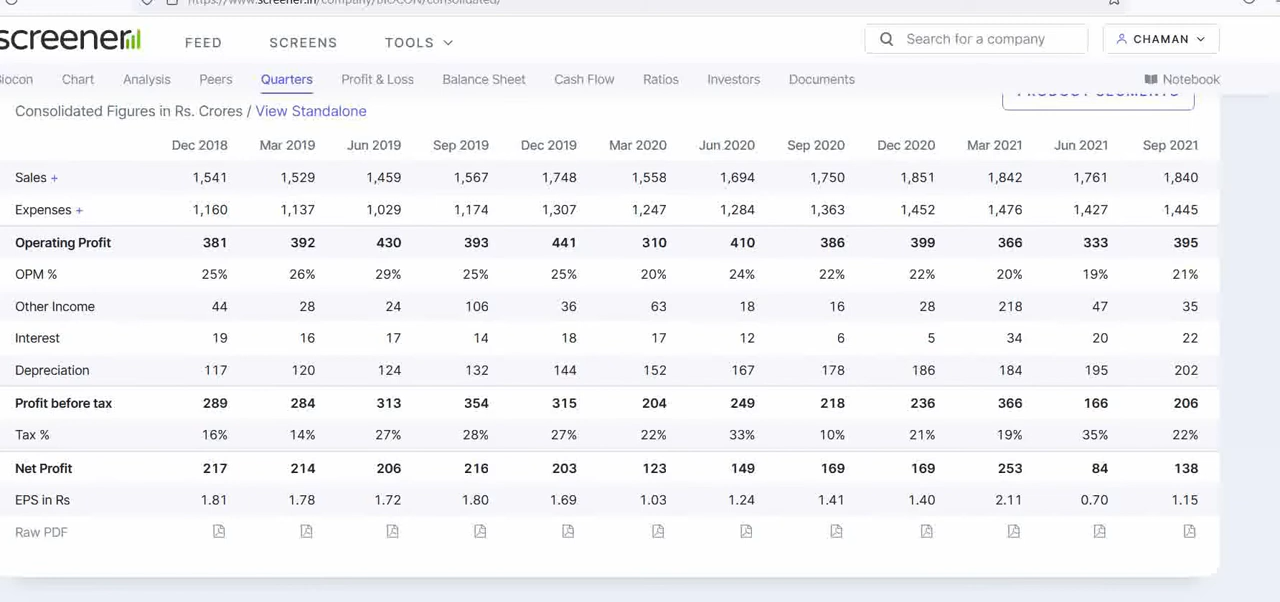 https://www.screener.in/company/BIOCON/consolidated/
screener
FEED SCREENS TOOLS
Search for a company
CHAMAN
iocon Chart Analysis Peers Quarters Profit & Loss Balance Sheet Cash Flow Ratios Investors Documents Notebook
Consolidated Figures in Rs. Crores / View Standalone
PRODUCT SEGMENTS
Dec 2018 Mar 2019 Jun 2019 Sep 2019 Dec 2019 Mar 2020 Jun 2020 Sep 2020 Dec 2020 Mar 2021 Jun 2021 Sep 2021
Sales + 1,541 1,529 1,459 1,567 1,748 1,558 1,694 1,750 1,851 1,842 1,761 1,840
Expenses + 1,160 1,137 1,029 1,174 1,307 1,247 1,284 1,363 1,452 1,476 1,427 1,445
Operating Profit 381 392 430 393 441 310 410 386 399 366 333 395
OPM % 25% 26% 29% 25% 25% 20% 24% 22% 22% 20% 19% 21%
Other Income 44 28 24 106 36 63 18 16 28 218 47 35
Interest 19 16 17 14 18 17 12 6 5 34 20 22
Depreciation 117 120 124 132 144 152 167 178 186 184 195 202
Profit before tax 289 284 313 354 315 204 249 218 236 366 166 206
Tax % 16% 14% 27% 28% 27% 22% 33% 10% 21% 19% 35% 22%
Net Profit 217 214 206 216 203 123 149 169 169 253 84 138
EPS in Rs 1.81 1.78 1.72 1.80 1.69 1.03 1.24 1.41 1.40 2.11 0.70 1.15
Raw PDF